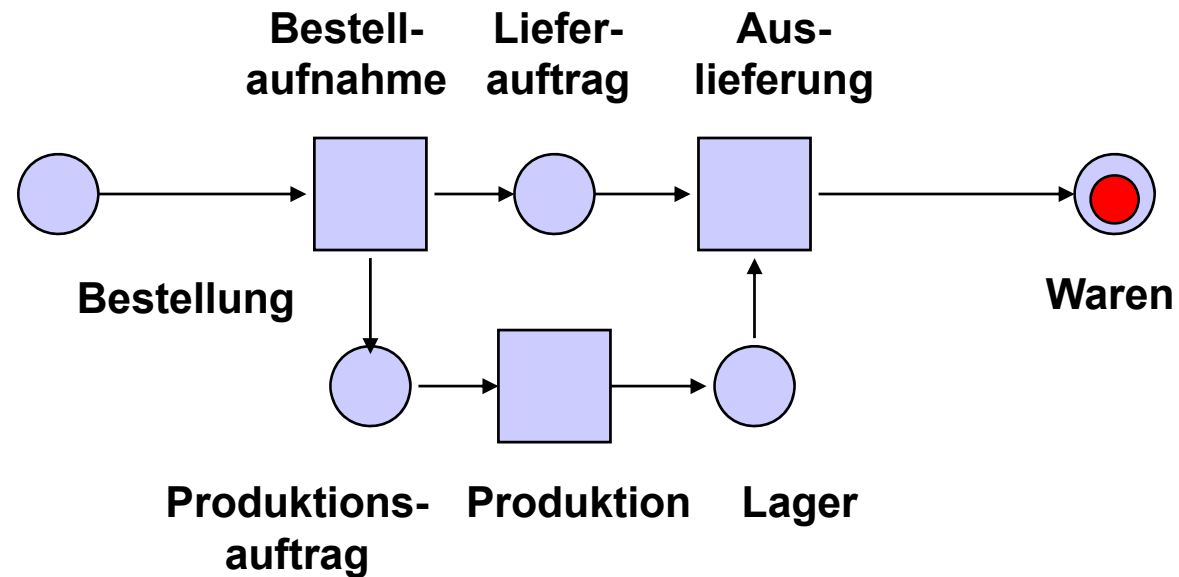 Bestell-
aufnahme
Liefer-
auftrag
Aus-
lieferung
Bestellung
Waren
Produktions-
auftrag
Produktion
Lager